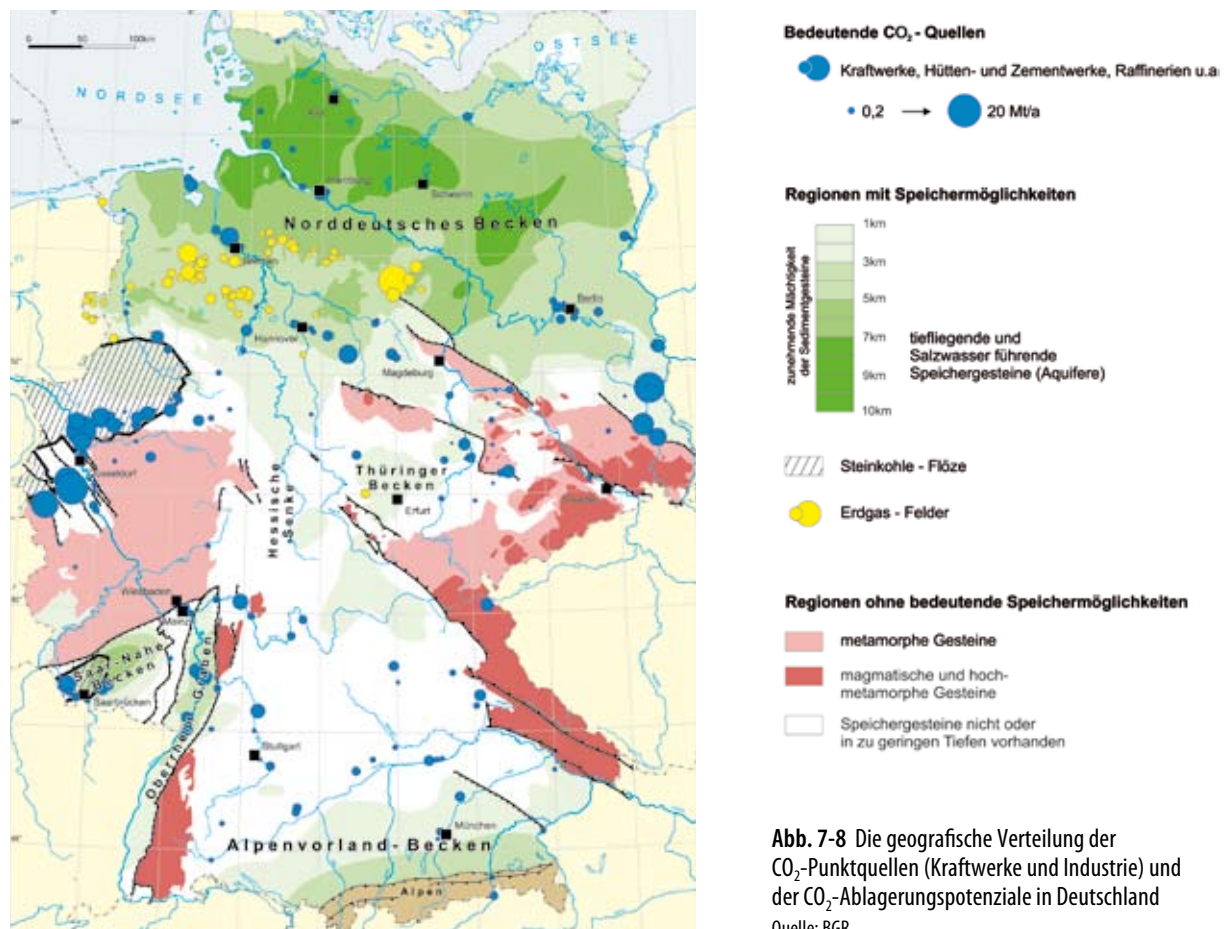 0 50 100km
OSTSEE
NORDSEE
Kiel
Hamburg
Schwerin
Norddeutsches Becken
Bremen
Berlin
Hannover
Magdeburg
Düsseldorf
Thüringer
Becken
Erfurt
Dresden
Hessische
Senke
Wiesbaden
Mainz
Saar-Nahe
Becken
Saarbrücken
Oberrhein-Graben
Stuttgart
München
Alpenvorland-Becken
Alpen
Bedeutende CO₂ - Quellen
Kraftwerke, Hütten- und Zementwerke, Raffinerien u.a
0,2 → 20 Mt/a
Regionen mit Speichermöglichkeiten
zunehmende Mächtigkeit
der Sedimentgesteine
1km
3km
5km
7km
9km
10km
tiefliegende und
Salzwasser führende
Speichergesteine (Aquifere)
Steinkohle - Flöze
Erdgas - Felder
Regionen ohne bedeutende Speichermöglichkeiten
metamorphe Gesteine
magmatische und hoch-
metamorphe Gesteine
Speichergesteine nicht oder
in zu geringen Tiefen vorhanden
Abb. 7-8 Die geografische Verteilung der
CO₂-Punktquellen (Kraftwerke und Industrie) und
der CO₂-Ablagerungspotenziale in Deutschland
Quelle: BGR